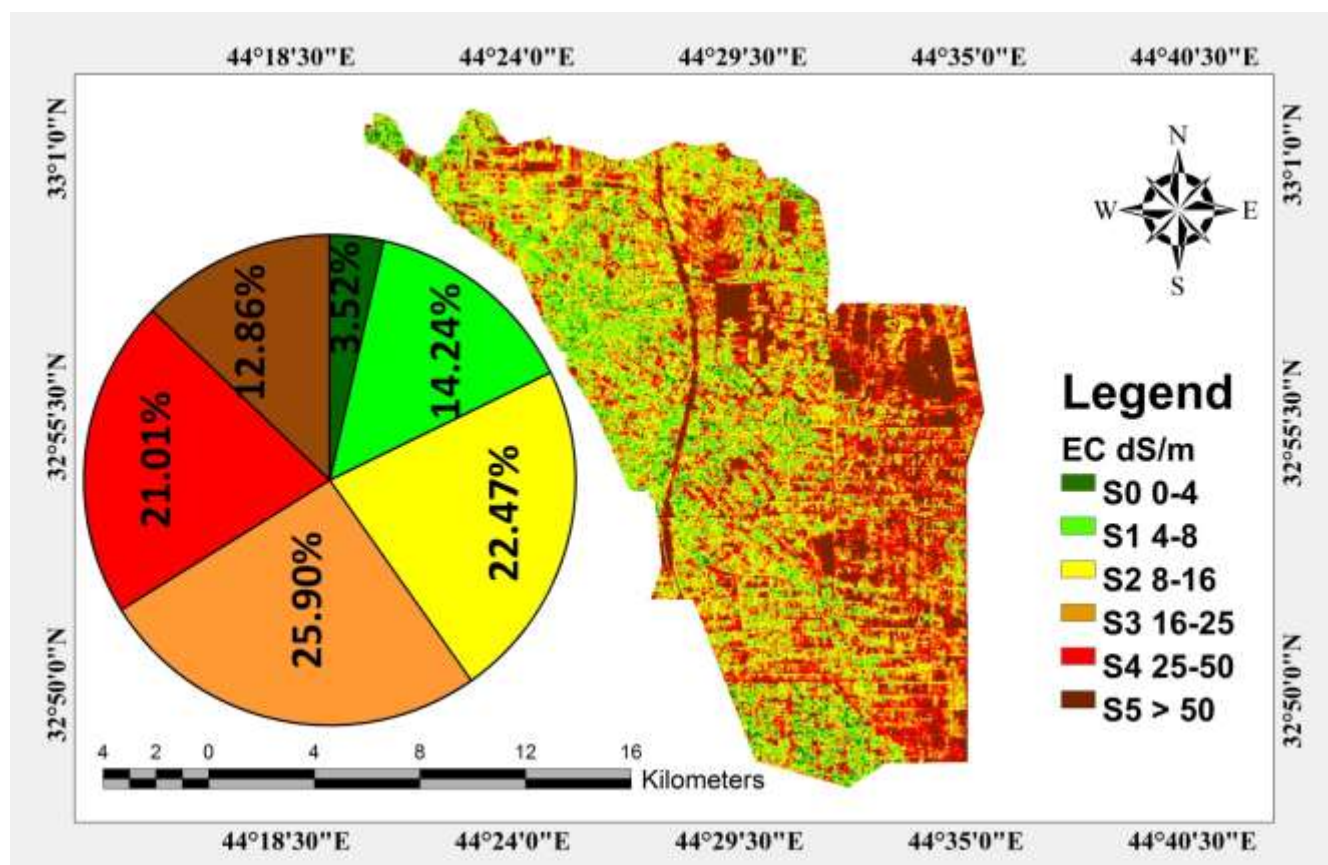 44°18'30"E 44°24'0"E 44°29'30"E 44°35'0"E 44°40'30"E
33°1'0"N
32°55'30"N
32°50'0"N
33°1'0"N
32°55'30"N
32°50'0"N
N
W E
S
3.52%
14.24%
22.47%
25.90%
21.01%
12.86%
Legend
EC dS/m
S0 0-4
S1 4-8
S2 8-16
S3 16-25
S4 25-50
S5 > 50
4 2 0 4 8 12 16
Kilometers
44°18'30"E 44°24'0"E 44°29'30"E 44°35'0"E 44°40'30"E